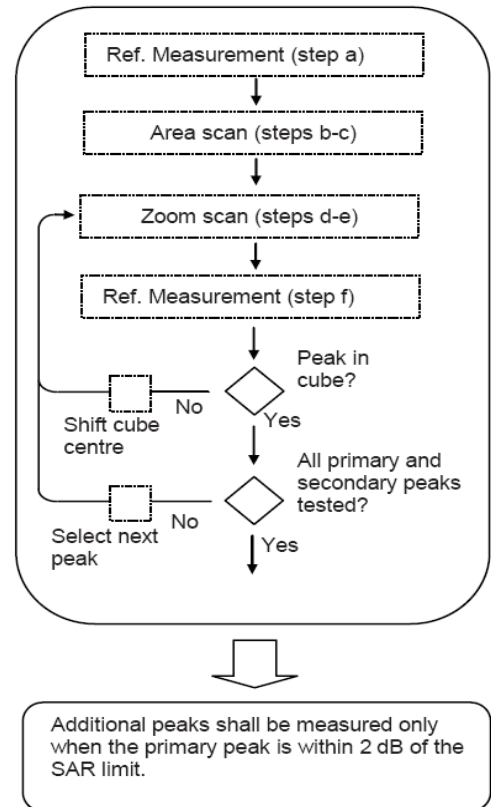 Ref. Measurement (step a)
Area scan (steps b-c)
Zoom scan (steps d-e)
Ref. Measurement (step f)
Peak in
cube?
No
Shift cube
centre
Yes
All primary and
secondary peaks
tested?
No
Select next
peak
Yes
Additional peaks shall be measured only
when the primary peak is within 2 dB of the
SAR limit.